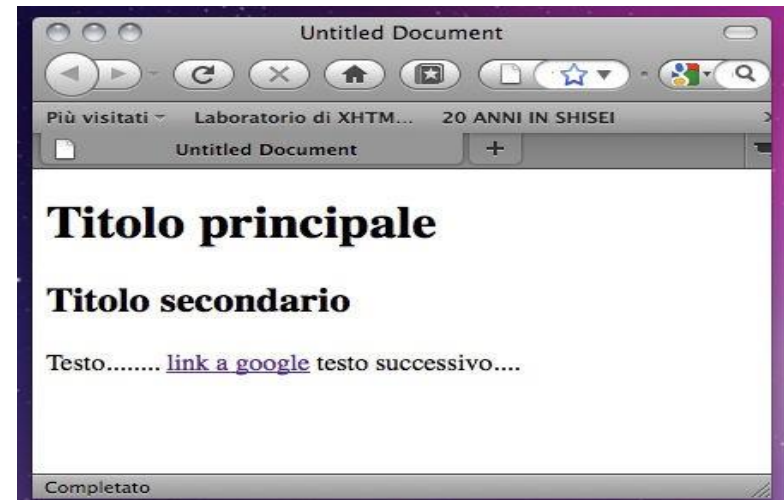 Untitled Document
Più visitati Laboratorio di XHTM... 20 ANNI IN SHISEI
Untitled Document
Titolo principale
Titolo secondario
Testo........ link a google testo successivo....
Completato